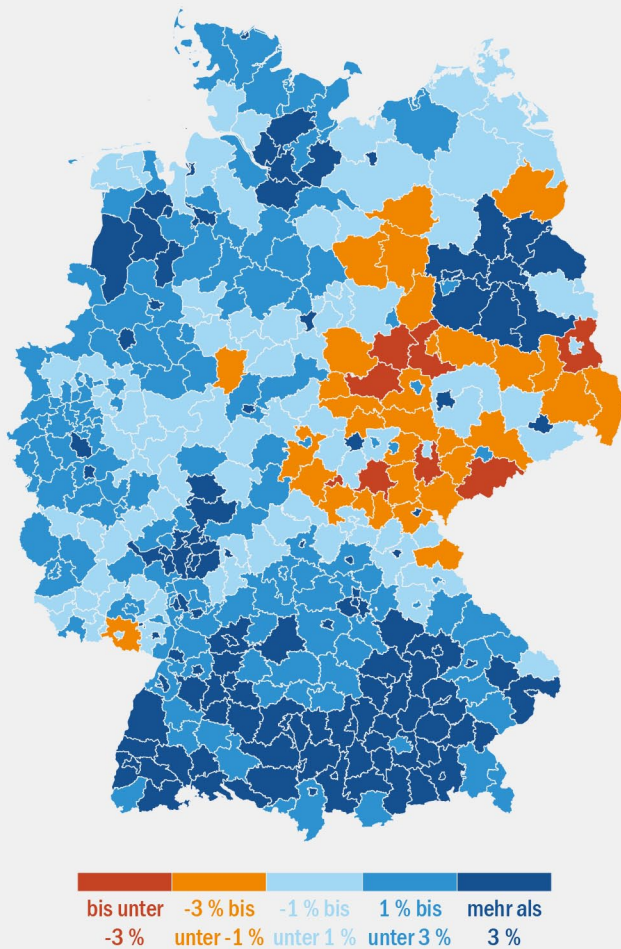 bis unter -3 % bis -1 % bis 1 % bis mehr als
-3 % unter -1 % unter 1 % unter 3 % 3 %